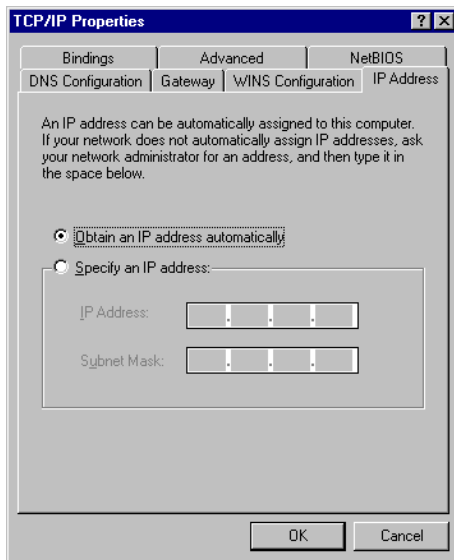 TCP/IP Properties
Bindings
Advanced
NetBIOS
DNS Configuration
Gateway
WINS Configuration
IP Address
An IP address can be automatically assigned to this computer.
If your network does not automatically assign IP addresses, ask
your network administrator for an address, and then type it in
the space below.
Obtain an IP address automatically
Specify an IP address:
IP Address:
Subnet Mask:
OK
Cancel